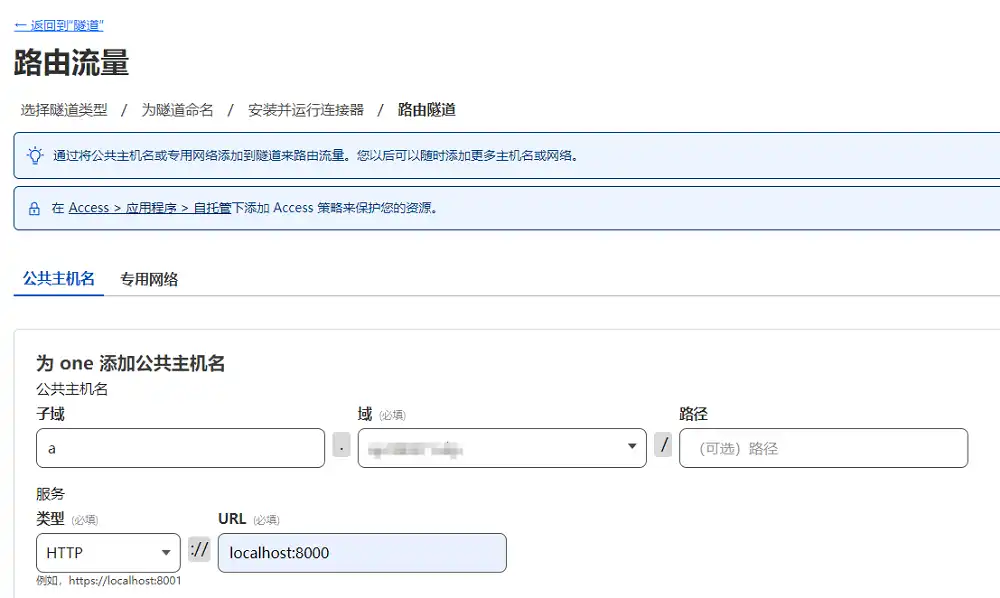 ← 返回到“隧道”
路由流量
选择隧道类型 / 为隧道命名 / 安装并运行连接器 / 路由隧道
通过将公共主机名或专用网络添加到隧道来路由流量。您以后可以随时添加更多主机名或网络。
在 Access > 应用程序 > 自托管下添加 Access 策略来保护您的资源。
公共主机名 专用网络
为 one 添加公共主机名
公共主机名
子域 域 (必填) 路径
a . / (可选) 路径
服务
类型 (必填) URL (必填)
HTTP :// localhost:8000
例如，https://localhost:8001